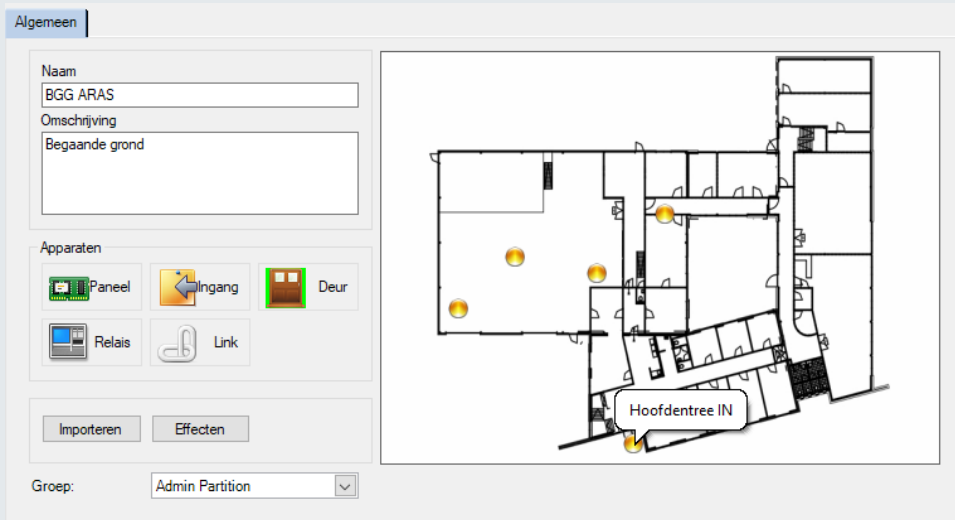 Algemeen
Naam
BGG ARAS
Omschrijving
Begaande grond
Apparaten
Paneel
Ingang
Deur
Relais
Link
Importeren
Effecten
Groep:
Admin Partition
Hoofdentree IN